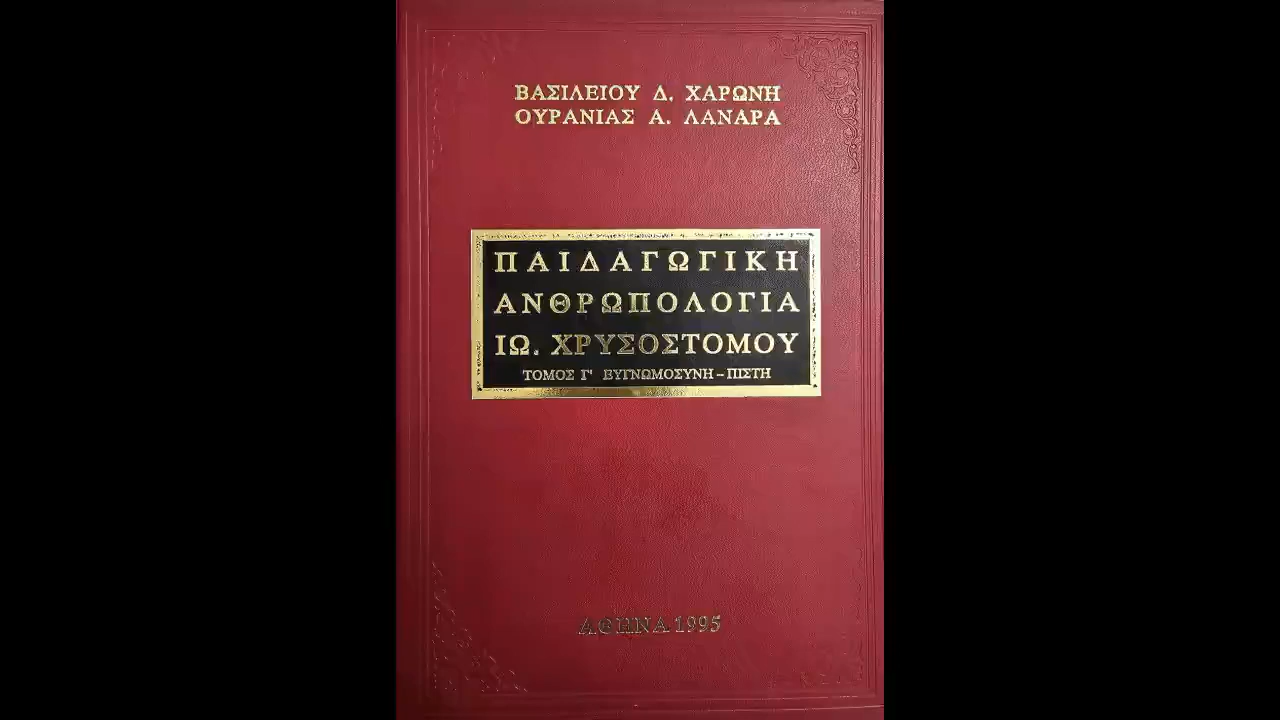 ΒΑΣΙΛΕΙΟΥ Δ. ΧΑΡΩΝΗ
ΟΥΡΑΝΙΑΣ Α. ΛΑΝΑΡΑ
ΠΑΙΔΑΓΩΓΙΚΗ
ΑΝΘΡΩΠΟΛΟΓΙΑ
ΙΩ. ΧΡΥΣΟΣΤΟΜΟΥ
ΤΟΜΟΣ Γ' ΕΥΓΝΩΜΟΣΥΝΗ – ΠΙΣΤΗ
ΑΘΗΝΑ 1995